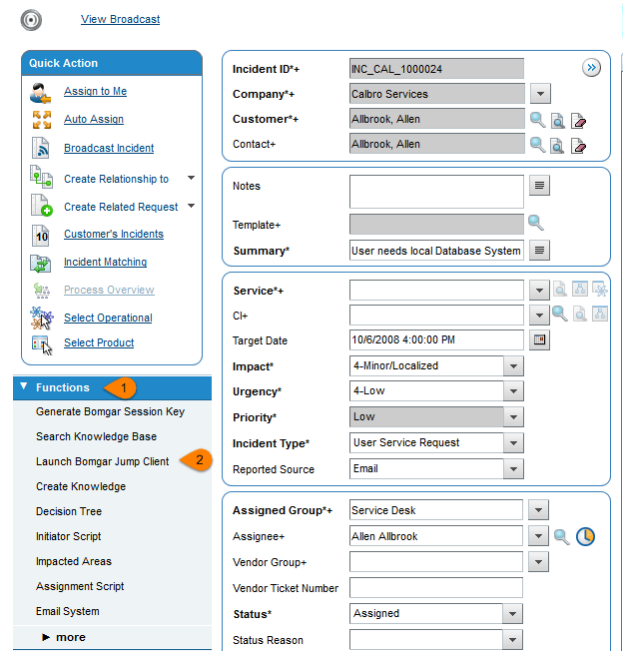 View Broadcast
Quick Action
Assign to Me
Auto Assign
Broadcast Incident
Create Relationship to
Create Related Request
10 Customer's Incidents
Incident Matching
Process Overview
Select Operational
Select Product
Functions 1
Generate Bomgar Session Key
Search Knowledge Base
Launch Bomgar Jump Client 2
Create Knowledge
Decision Tree
Initiator Script
Impacted Areas
Assignment Script
Email System
more
Incident ID*+ INC_CAL_1000024
Company*+ Calbro Services
Customer*+ Allbrook, Allen
Contact+ Allbrook, Allen
Notes
Template+
Summary* User needs local Database System
Service*+
CI+
Target Date 10/6/2008 4:00:00 PM
Impact* 4-Minor/Localized
Urgency* 4-Low
Priority* Low
Incident Type* User Service Request
Reported Source Email
Assigned Group*+ Service Desk
Assignee+ Allen Allbrook
Vendor Group+
Vendor Ticket Number
Status* Assigned
Status Reason